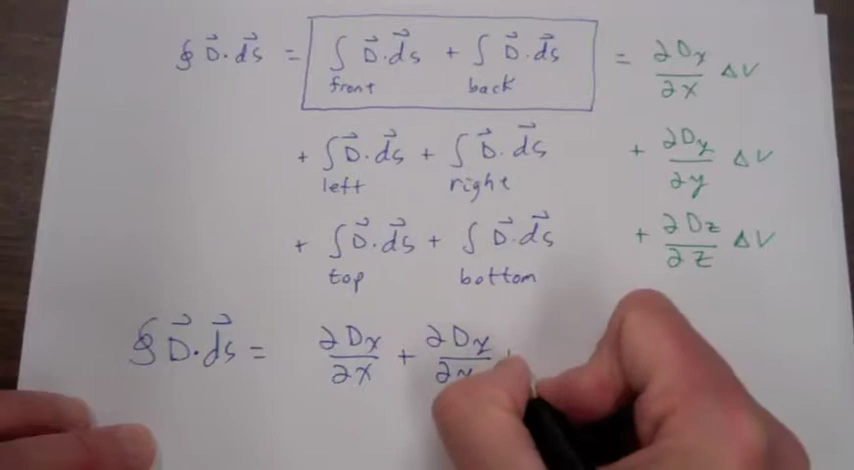 ∮ D⃗·ds⃗ = ∫ D⃗·ds⃗ + ∫ D⃗·ds⃗ = ∂Dx/∂x ΔV
front back
+ ∫ D⃗·ds⃗ + ∫ D⃗·ds⃗ + ∂Dy/∂y ΔV
left right
+ ∫ D⃗·ds⃗ + ∫ D⃗·ds⃗ + ∂Dz/∂z ΔV
top bottom
∮ D⃗·ds⃗ = ∂Dx/∂x + ∂Dy/∂y +